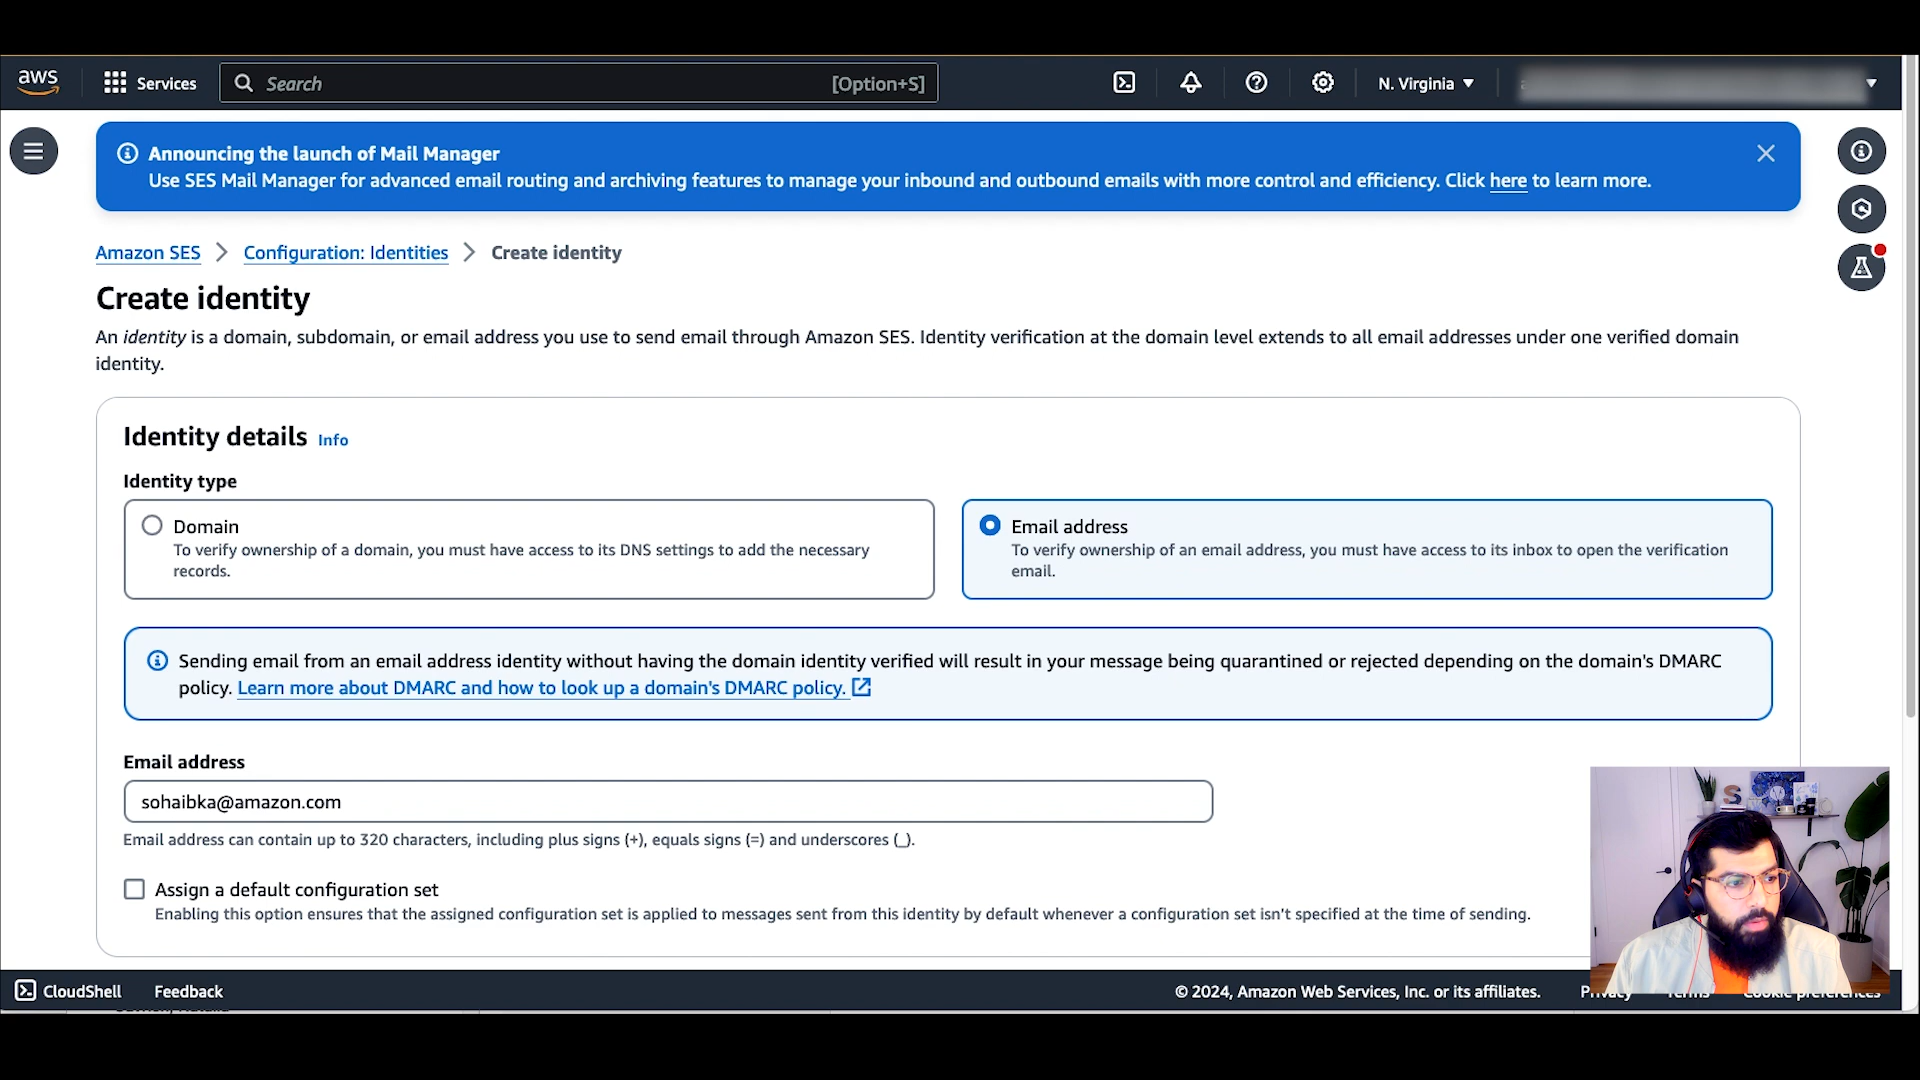 aws
Services
Search
[Option+S]
N. Virginia
Announcing the launch of Mail Manager
Use SES Mail Manager for advanced email routing and archiving features to manage your inbound and outbound emails with more control and efficiency. Click here to learn more.
Amazon SES
Configuration: Identities
Create identity
Create identity
An identity is a domain, subdomain, or email address you use to send email through Amazon SES. Identity verification at the domain level extends to all email addresses under one verified domain
identity.
Identity details Info
Identity type
Domain
To verify ownership of a domain, you must have access to its DNS settings to add the necessary
records.
Email address
To verify ownership of an email address, you must have access to its inbox to open the verification
email.
Sending email from an email address identity without having the domain identity verified will result in your message being quarantined or rejected depending on the domain's DMARC
policy. Learn more about DMARC and how to look up a domain's DMARC policy.
Email address
sohaibka@amazon.com
Email address can contain up to 320 characters, including plus signs (+), equals signs (=) and underscores (_).
Assign a default configuration set
Enabling this option ensures that the assigned configuration set is applied to messages sent from this identity by default whenever a configuration set isn't specified at the time of sending.
S
CloudShell
Feedback
© 2024, Amazon Web Services, Inc. or its affiliates.
Privacy
Terms
Cookie preferences